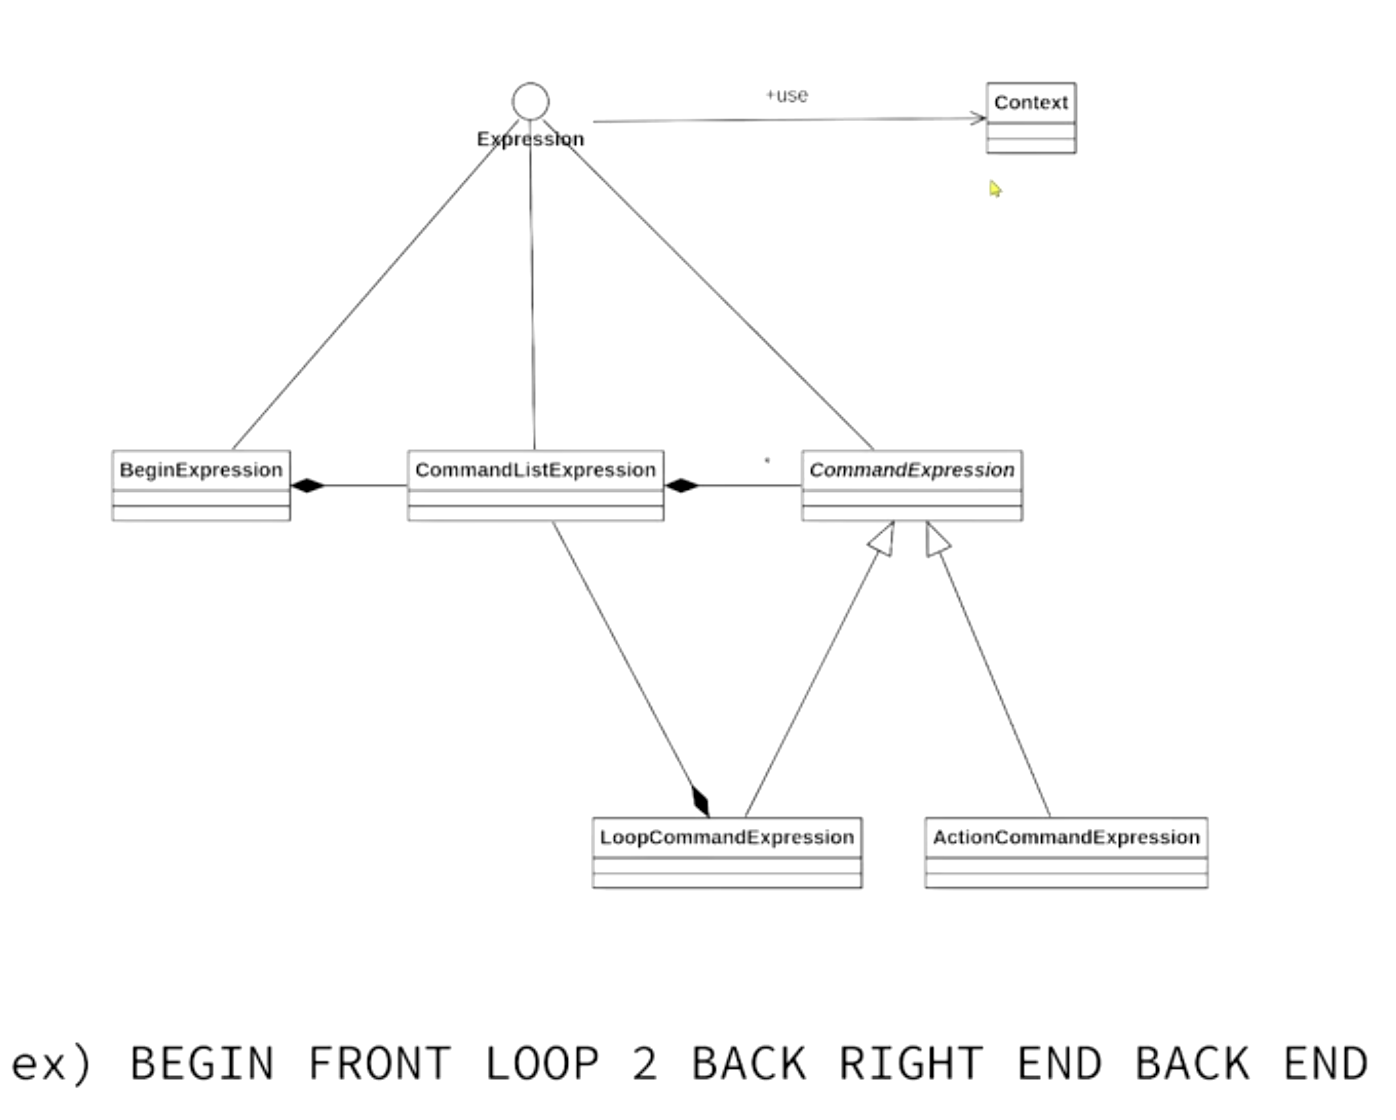 +use
Context
Expression
BeginExpression
CommandListExpression
*
CommandExpression
LoopCommandExpression
ActionCommandExpression
ex) BEGIN FRONT LOOP 2 BACK RIGHT END BACK END